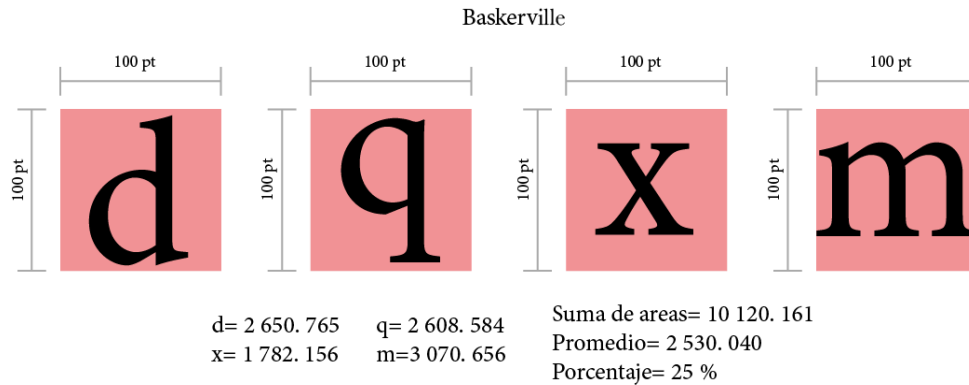 Baskerville
100 pt 100 pt 100 pt 100 pt
100 pt 100 pt 100 pt 100 pt
d q x m
d= 2 650. 765 q= 2 608. 584
x= 1 782. 156 m=3 070. 656
Suma de areas= 10 120. 161
Promedio= 2 530. 040
Porcentaje= 25 %